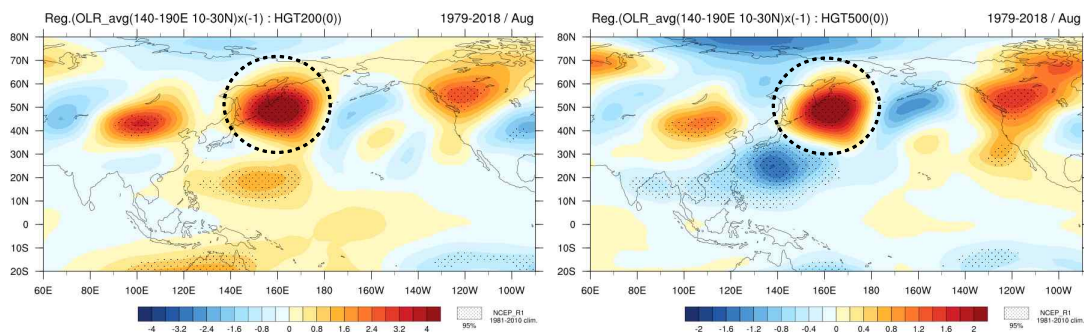 Reg.(OLR_avg(140-190E 10-30N)x(-1) : HGT200(0)) 1979-2018 / Aug
80N
70N
60N
50N
40N
30N
20N
10N
0
10S
20S
60E 80E 100E 120E 140E 160E 180 160W 140W 120W 100W
-4 -3.2 -2.4 -1.6 -0.8 0 0.8 1.6 2.4 3.2 4
NCEP_R1
1981-2010 clim.
95%
Reg.(OLR_avg(140-190E 10-30N)x(-1) : HGT500(0)) 1979-2018 / Aug
80N
70N
60N
50N
40N
30N
20N
10N
0
10S
20S
60E 80E 100E 120E 140E 160E 180 160W 140W 120W 100W
-2 -1.6 -1.2 -0.8 -0.4 0 0.4 0.8 1.2 1.6 2
NCEP_R1
1981-2010 clim.
95%